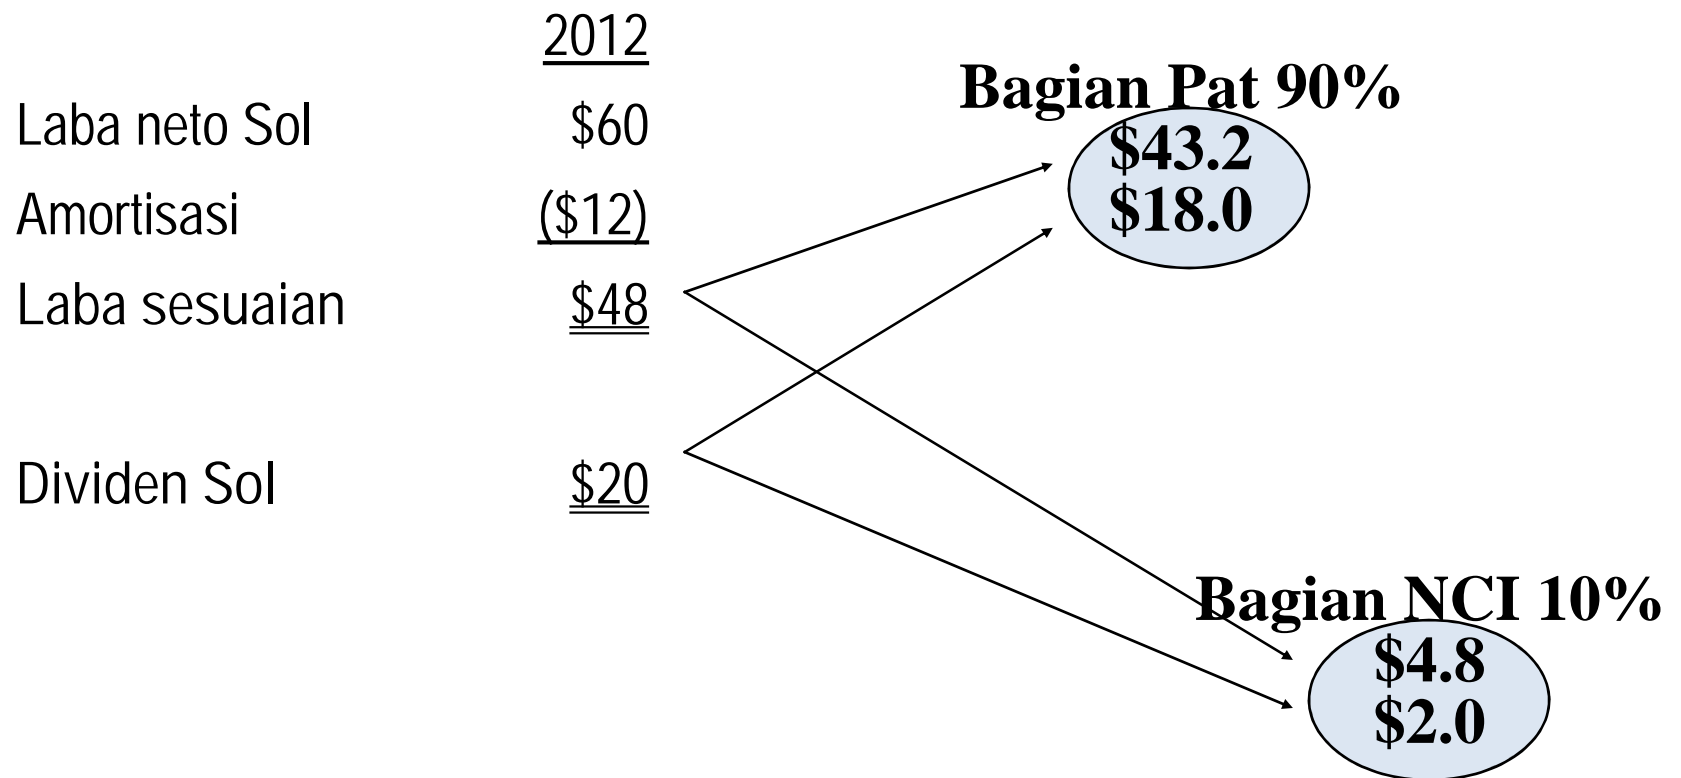 2012
Laba neto Sol $60
Amortisasi ($12)
Laba sesuaian $48
Dividen Sol $20
Bagian Pat 90%
$43.2
$18.0
Bagian NCI 10%
$4.8
$2.0